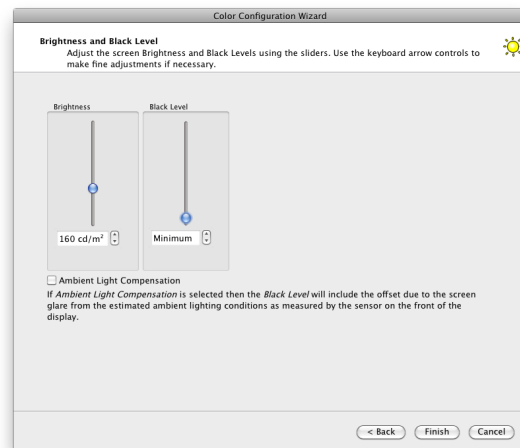 Color Configuration Wizard
Brightness and Black Level
Adjust the screen Brightness and Black Levels using the sliders. Use the keyboard arrow controls to
make fine adjustments if necessary.
Brightness
Black Level
160 cd/m²
Minimum
Ambient Light Compensation
If Ambient Light Compensation is selected then the Black Level will include the offset due to the screen
glare from the estimated ambient lighting conditions as measured by the sensor on the front of the
display.
< Back
Finish
Cancel